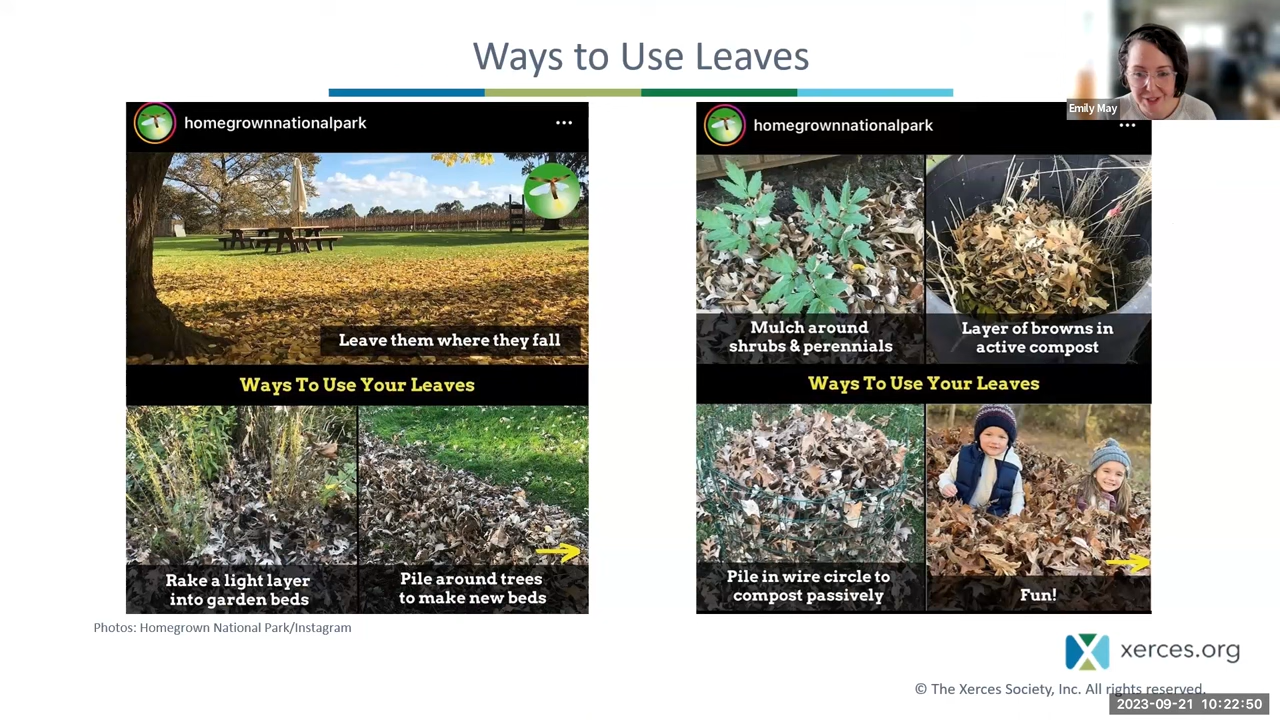 Ways to Use Leaves
Emily May
homegrownnationalpark
Leave them where they fall
Ways To Use Your Leaves
Rake a light layer
into garden beds
Pile around trees
to make new beds
homegrownnationalpark
Mulch around
shrubs & perennials
Layer of browns in
active compost
Ways To Use Your Leaves
Pile in wire circle to
compost passively
Fun!
Photos: Homegrown National Park/Instagram
xerces.org
© The Xerces Society, Inc. All rights reserved.
2023-09-21 10:22:50